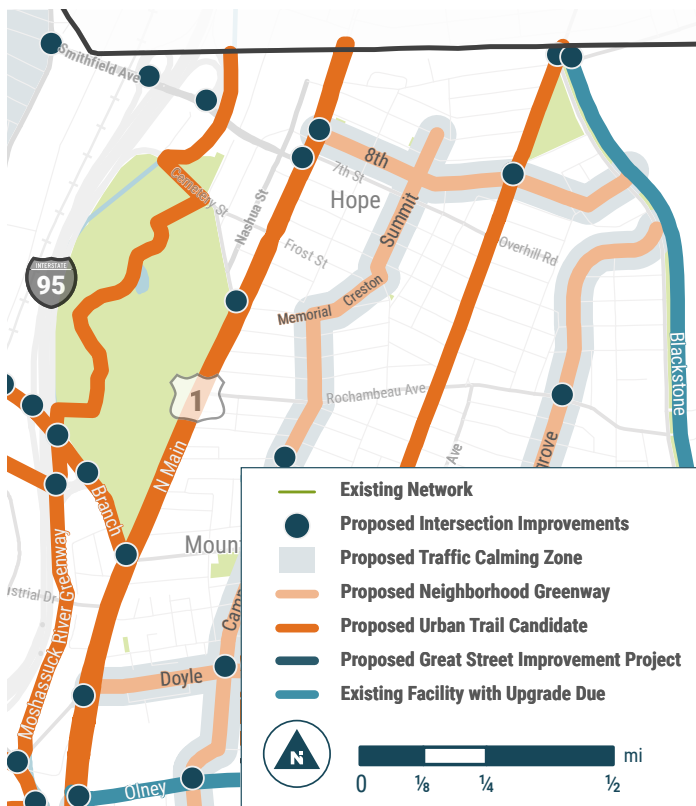 Smithfield Ave
8th
7th St
Cemetery St
Hope
Nashua St
Summit
Overhill Rd
Frost St
INTERSTATE
95
Creston
Memorial
Blackstone
Rochambeau Ave
1
N Main
Ave
grove
Branch
Mount
ustrial Dr
Moshassuck River Greenway
Camp
Doyle
Olney
Existing Network
Proposed Intersection Improvements
Proposed Traffic Calming Zone
Proposed Neighborhood Greenway
Proposed Urban Trail Candidate
Proposed Great Street Improvement Project
Existing Facility with Upgrade Due
N
mi
0 ⅛ ¼ ½